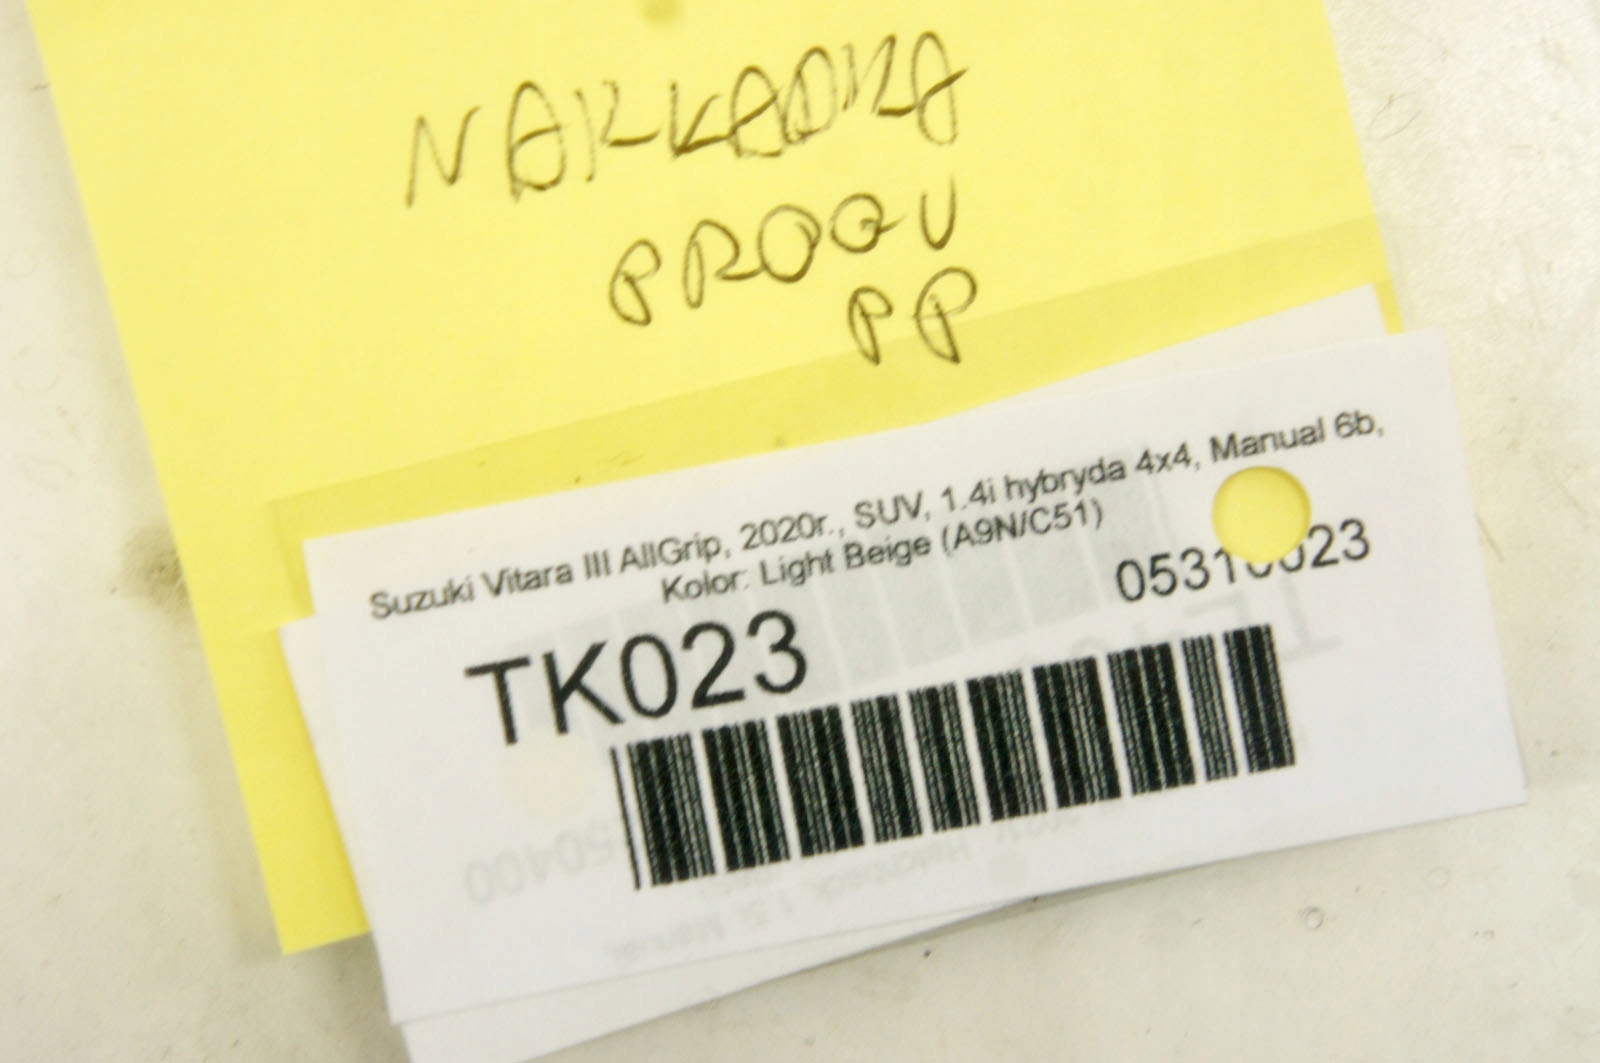 NAKKADKA
PROGU
PP
Suzuki Vitara III AllGrip, 2020r., SUV, 1.4i hybryda 4x4, Manual 6b,
Kolor: Light Beige (A9N/C51)
TK023